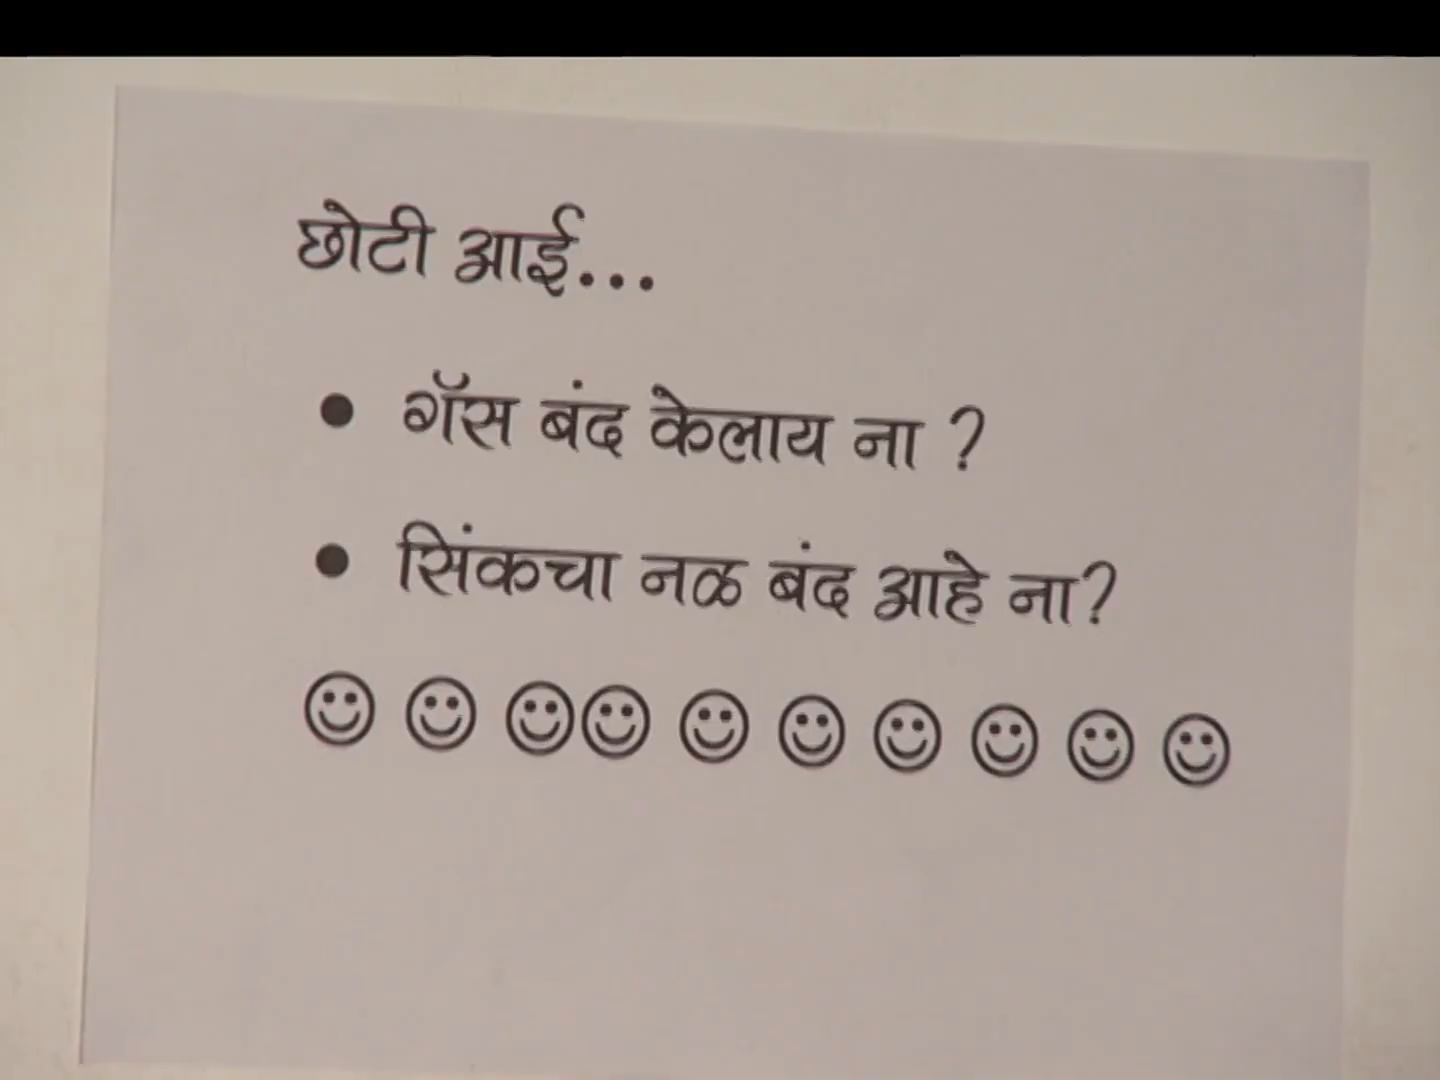 छोटी आई...
• गॅस बंद केलाय ना ?
• सिंकचा नळ बंद आहे ना?
☺ ☺ ☺☺ ☺ ☺ ☺ ☺ ☺ ☺